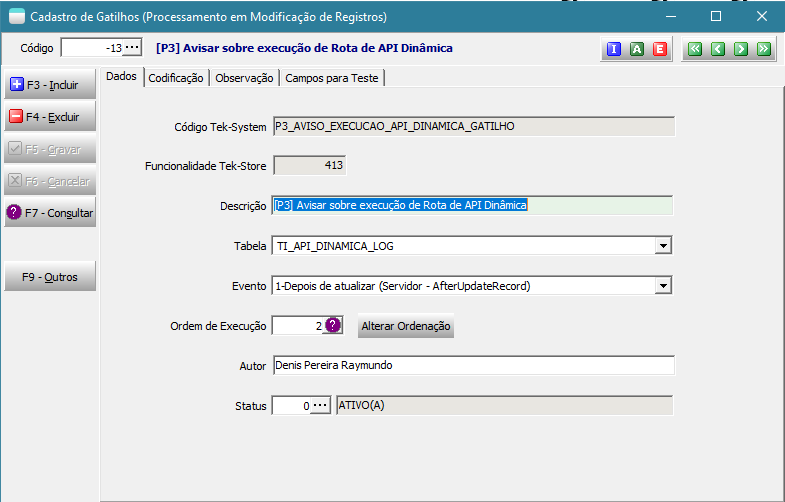 Cadastro de Gatilhos (Processamento em Modificação de Registros)
Código -13 ... [P3] Avisar sobre execução de Rota de API Dinâmica I A E
F3 - Incluir
F4 - Excluir
F5 - Gravar
F6 - Cancelar
? F7 - Consultar
F9 - Outros
Dados Codificação Observação Campos para Teste
Código Tek-System P3_AVISO_EXECUCAO_API_DINAMICA_GATILHO
Funcionalidade Tek-Store 413
Descrição [P3] Avisar sobre execução de Rota de API Dinâmica
Tabela TI_API_DINAMICA_LOG
Evento 1-Depois de atualizar (Servidor - AfterUpdateRecord)
Ordem de Execução 2 ? Alterar Ordenação
Autor Denis Pereira Raymundo
Status 0 ... ATIVO(A)